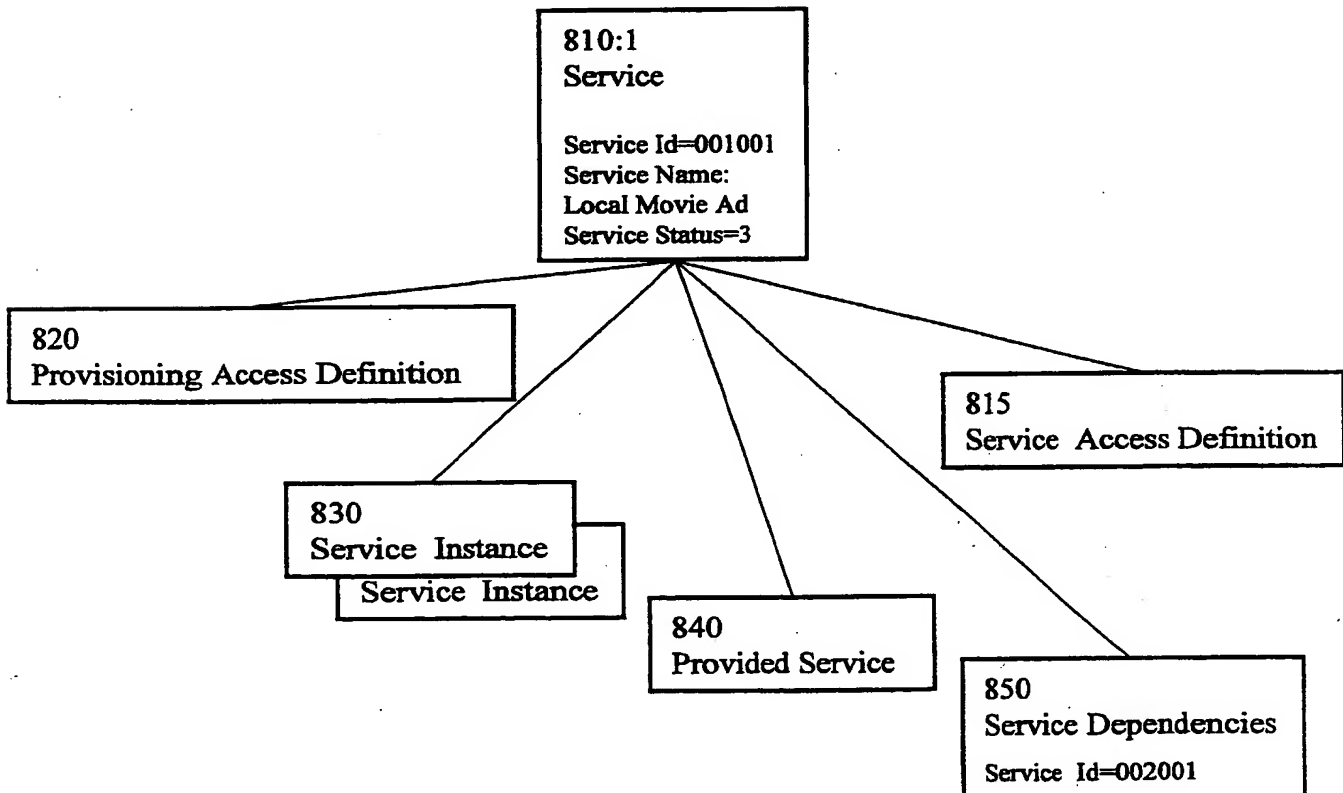 810:1
Service
Service Id=001001
Service Name:
Local Movie Ad
Service Status=3
820
Provisioning Access Definition
815
Service Access Definition
830
Service Instance
Service Instance
840
Provided Service
850
Service Dependencies
Service Id=002001